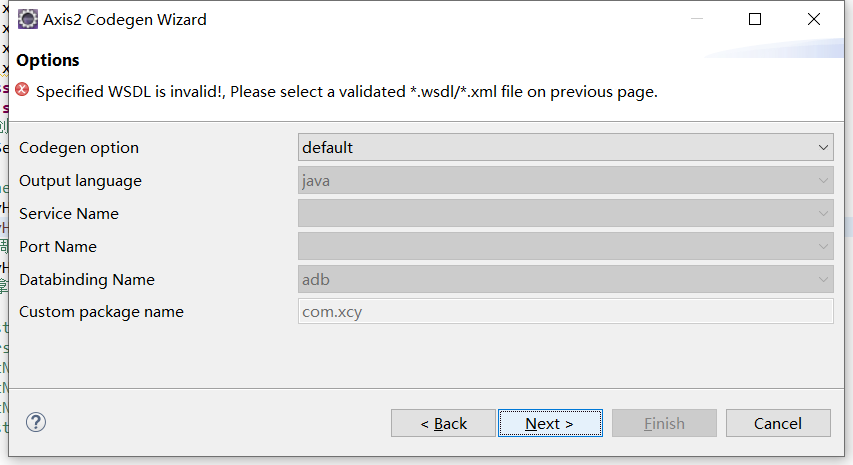 Axis2 Codegen Wizard
Options
Specified WSDL is invalid!, Please select a validated *.wsdl/*.xml file on previous page.
Codegen option
default
Output language
java
Service Name
Port Name
Databinding Name
adb
Custom package name
com.xcy
?
< Back
Next >
Finish
Cancel